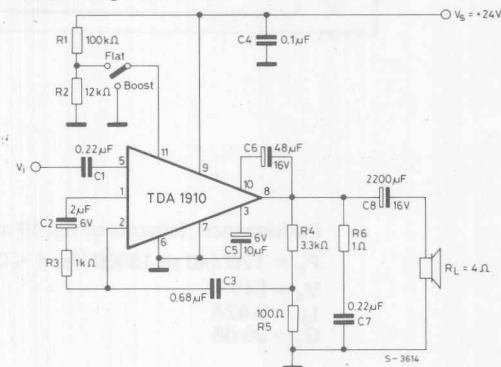 Vs = +24V
R1
100kΩ
C4
0.1µF
Flat
R2
12kΩ
Boost
0.22µF
Vi
C1
5
11
9
C6
48µF
16V
10
8
2200µF
C8
16V
TDA 1910
1
2µF
C2
6V
2
3
7
6
6V
C5
10µF
R4
3.3kΩ
R6
1Ω
RL = 4Ω
R3
1kΩ
C3
0.68µF
100Ω
R5
0.22µF
C7
S-3614